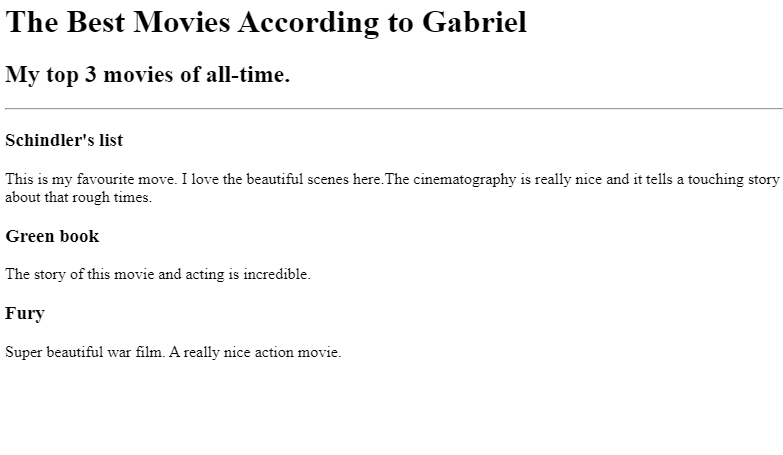 The Best Movies According to Gabriel
My top 3 movies of all-time.
Schindler's list
This is my favourite move. I love the beautiful scenes here.The cinematography is really nice and it tells a touching story
about that rough times.
Green book
The story of this movie and acting is incredible.
Fury
Super beautiful war film. A really nice action movie.